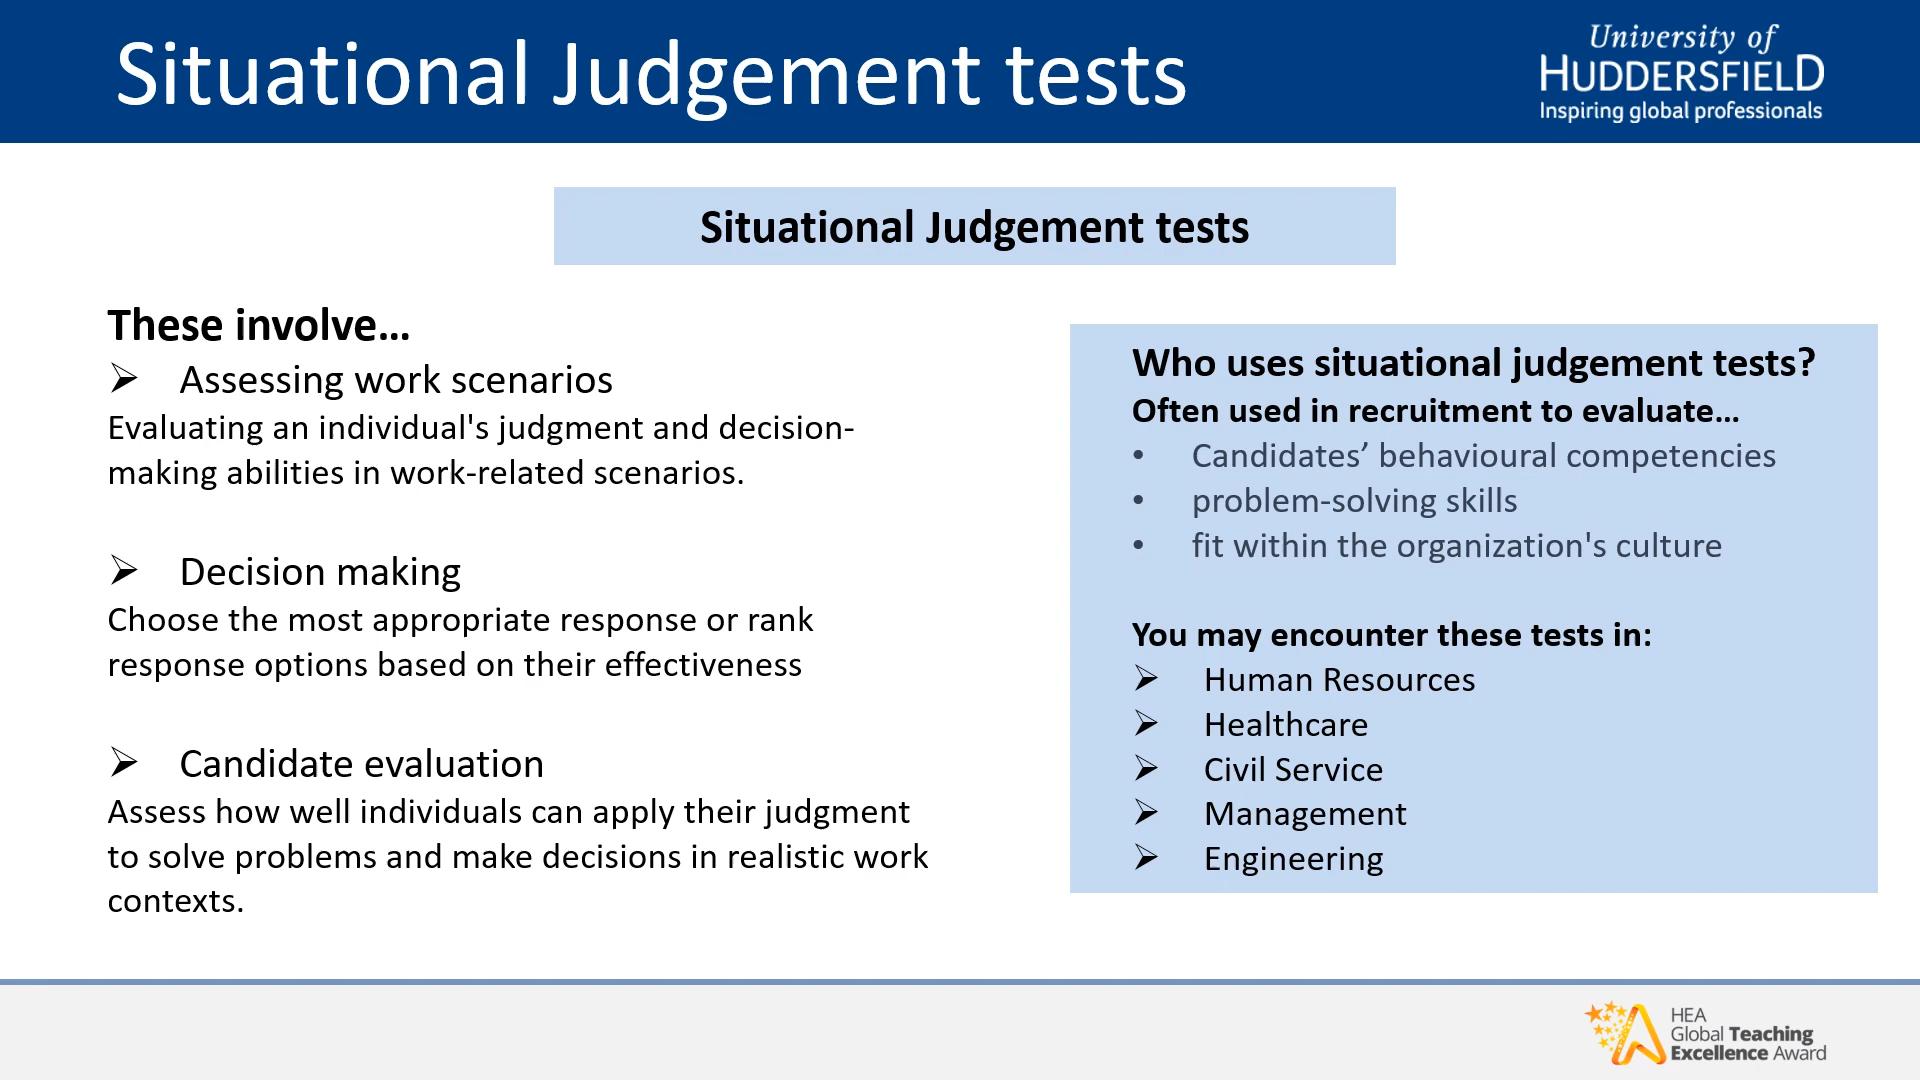 Situational Judgement tests
University of
HUDDERSFIELD
Inspiring global professionals
Situational Judgement tests
These involve...
Assessing work scenarios
Evaluating an individual's judgment and decision-
making abilities in work-related scenarios.
Decision making
Choose the most appropriate response or rank
response options based on their effectiveness
Candidate evaluation
Assess how well individuals can apply their judgment
to solve problems and make decisions in realistic work
contexts.
Who uses situational judgement tests?
Often used in recruitment to evaluate...
• Candidates’ behavioural competencies
• problem-solving skills
• fit within the organization's culture
You may encounter these tests in:
Human Resources
Healthcare
Civil Service
Management
Engineering
HEA
Global Teaching
Excellence Award